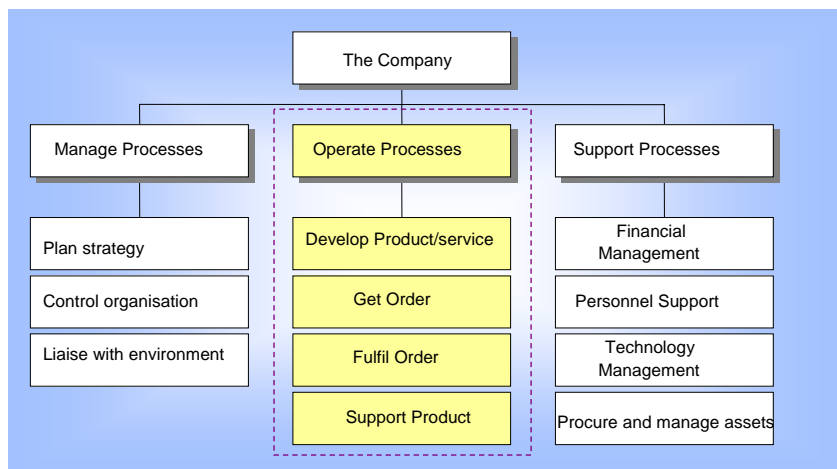 The Company
Manage Processes
Operate Processes
Support Processes
Plan strategy
Control organisation
Liaise with environment
Develop Product/service
Get Order
Fulfil Order
Support Product
Financial
Management
Personnel Support
Technology
Management
Procure and manage assets